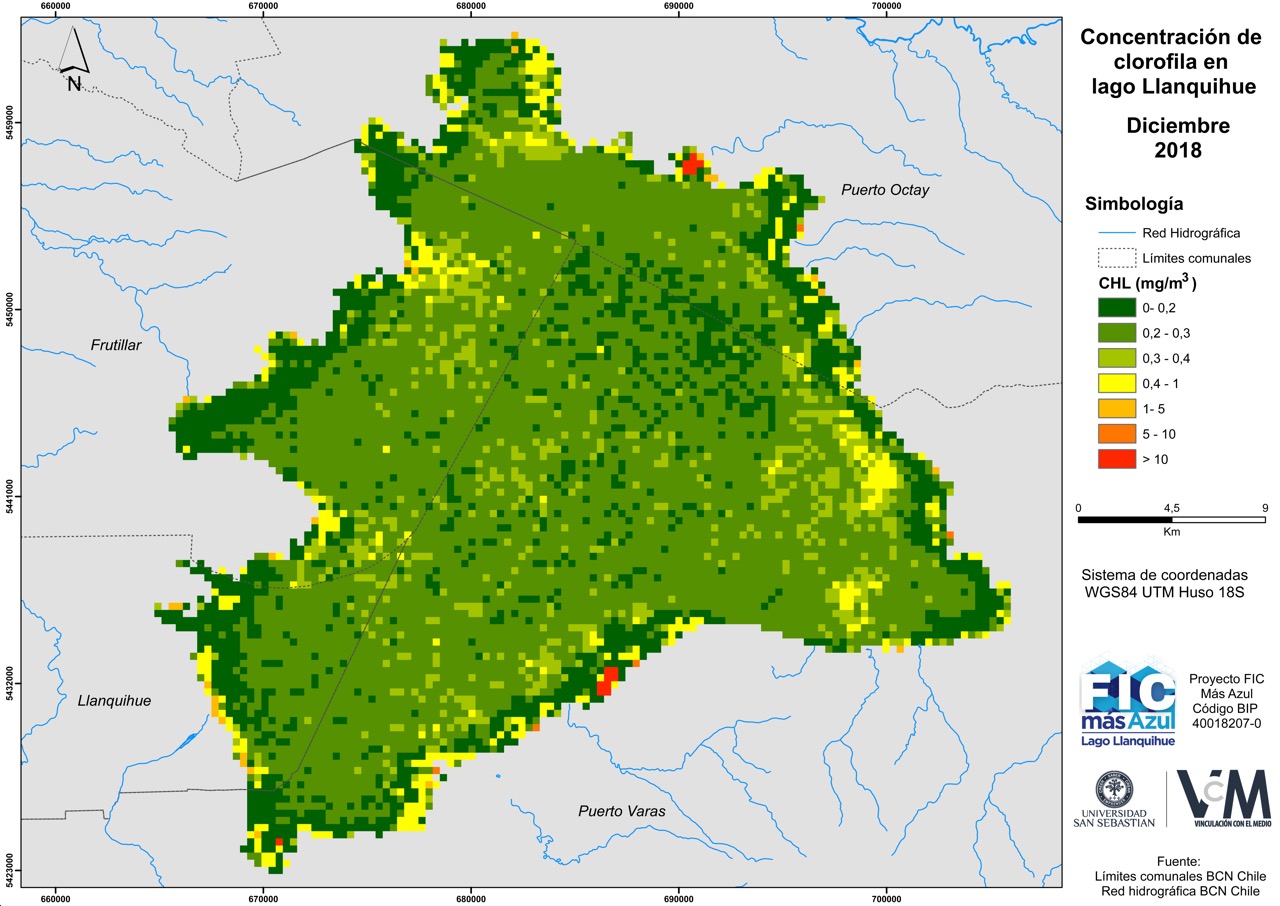 660000 670000 680000 690000 700000
5459000
5450000
5441000
5432000
5423000
N
Puerto Octay
Frutillar
Llanquihue
Puerto Varas
660000 670000 680000 690000 700000
Concentración de
clorofila en
lago Llanquihue
Diciembre
2018
Simbología
Red Hidrográfica
Límites comunales
CHL (mg/m³ )
0- 0,2
0,2 - 0,3
0,3 - 0,4
0,4 - 1
1- 5
5 - 10
> 10
0 4,5 9
Km
Sistema de coordenadas
WGS84 UTM Huso 18S
FIC
más Azul
Lago Llanquihue
Proyecto FIC
Más Azul
Código BIP
40018207-0
UNIVERSIDAD
SAN SEBASTIAN
VcM
VINCULACIÓN CON EL MEDIO
Fuente:
Límites comunales BCN Chile
Red hidrográfica BCN Chile